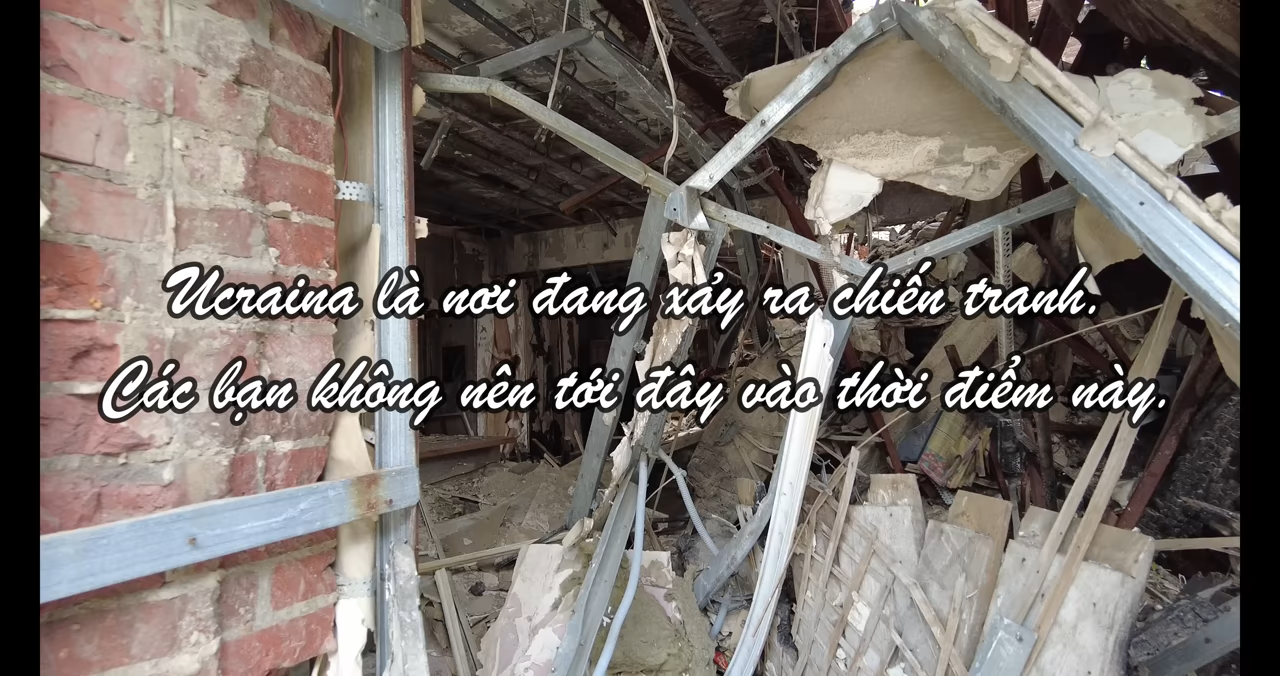 Ucraina là nơi đang xảy ra chiến tranh.
Các bạn không nên tới đây vào thời điểm này.